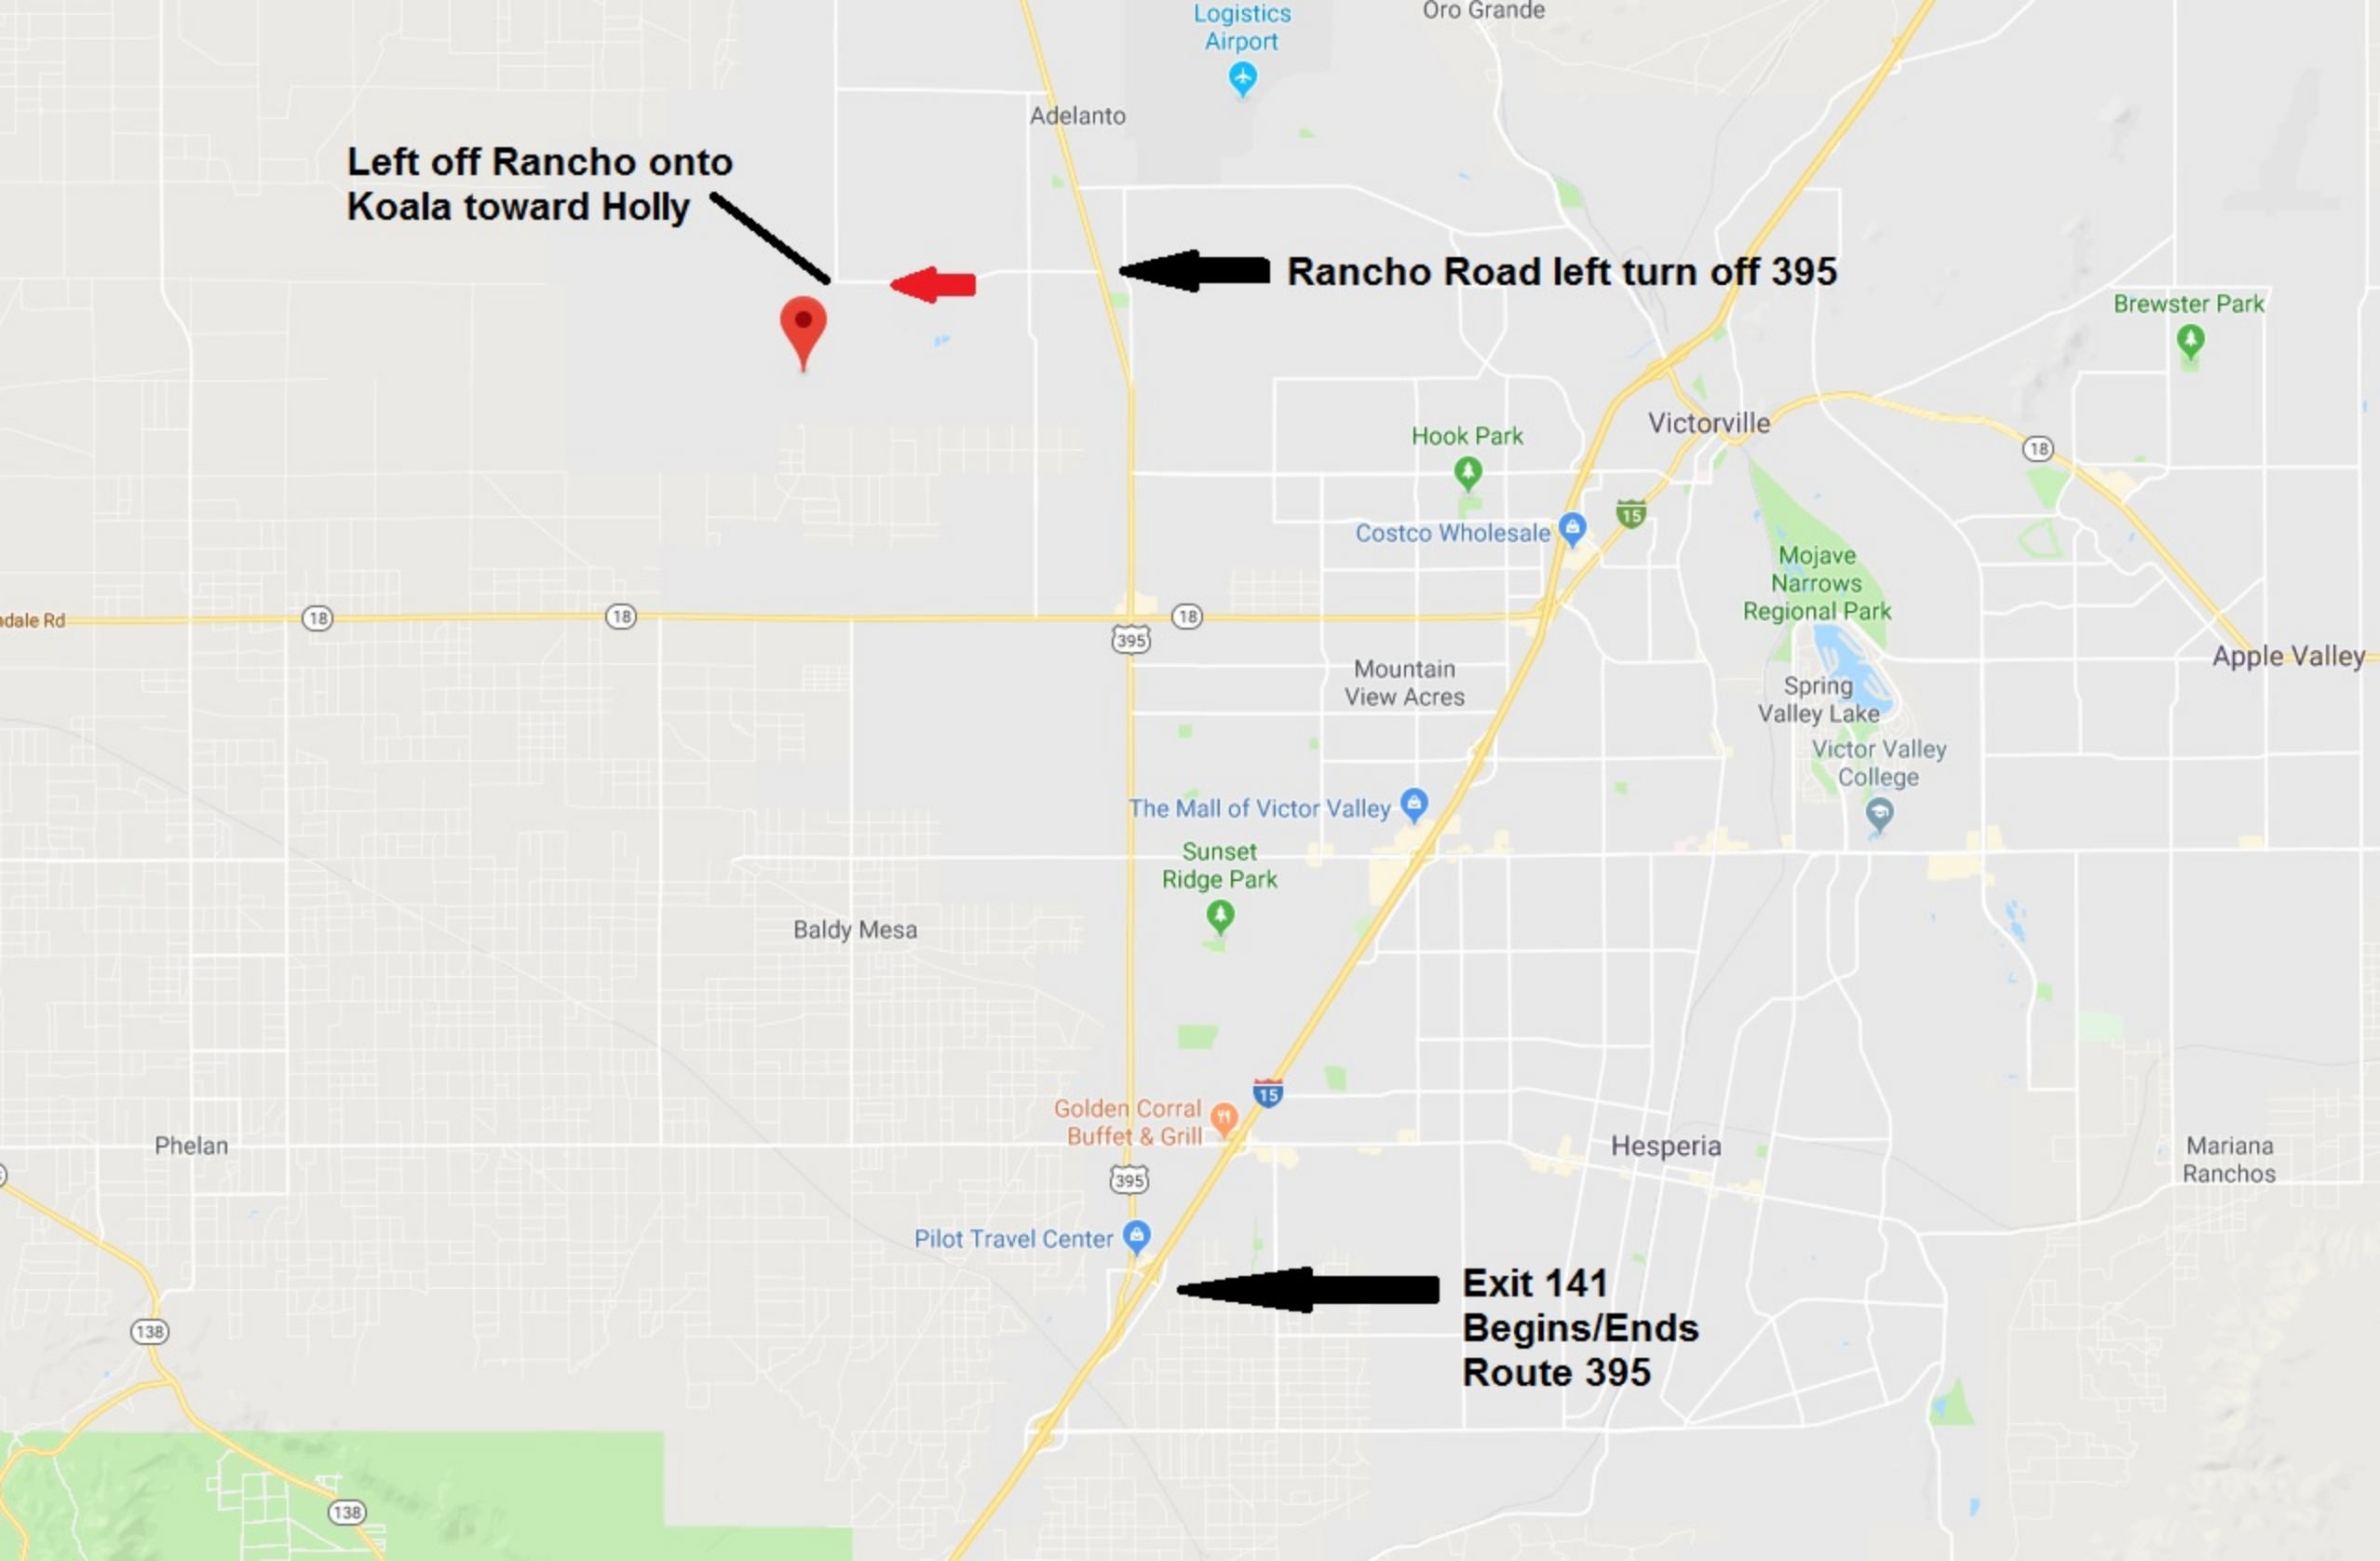 Logistics
Airport
Oro Grande
Adelanto
Left off Rancho onto
Koala toward Holly
Rancho Road left turn off 395
Brewster Park
Victorville
Hook Park
18
15
Costco Wholesale
Mojave
Narrows
Regional Park
ndale Rd
18
18
18
395
Mountain
View Acres
Apple Valley
Spring
Valley Lake
Victor Valley
College
The Mall of Victor Valley
Sunset
Ridge Park
Baldy Mesa
15
Golden Corral
Buffet & Grill
Phelan
Hesperia
Mariana
Ranchos
395
Pilot Travel Center
Exit 141
Begins/Ends
Route 395
138
138